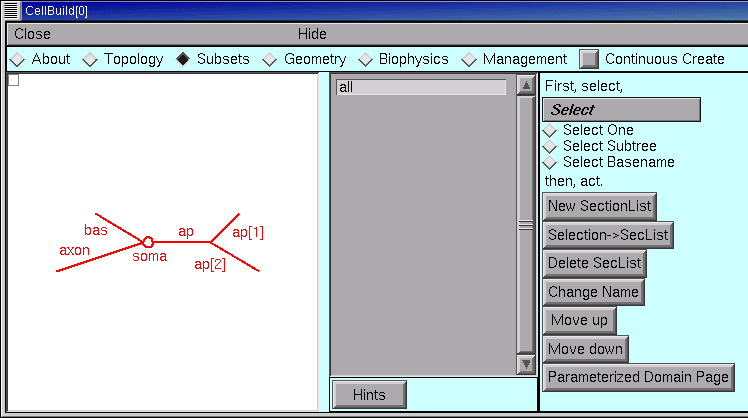 CellBuild[0]
Close Hide
About Topology Subsets Geometry Biophysics Management Continuous Create
bas
axon
soma
ap
ap[1]
ap[2]
all
Hints
First, select,
Select
Select One
Select Subtree
Select Basename
then, act.
New SectionList
Selection->SecList
Delete SecList
Change Name
Move up
Move down
Parameterized Domain Page